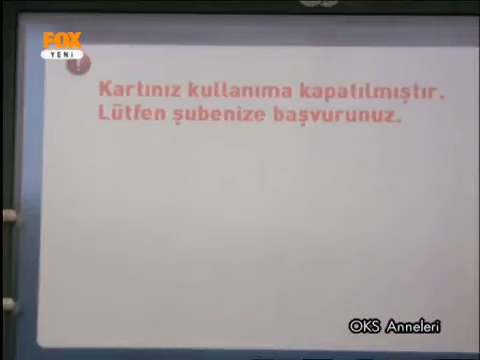 FOX
YENİ
Kartınız kullanıma kapatılmıştır.
Lütfen şubenize başvurunuz.
OKS Anneleri